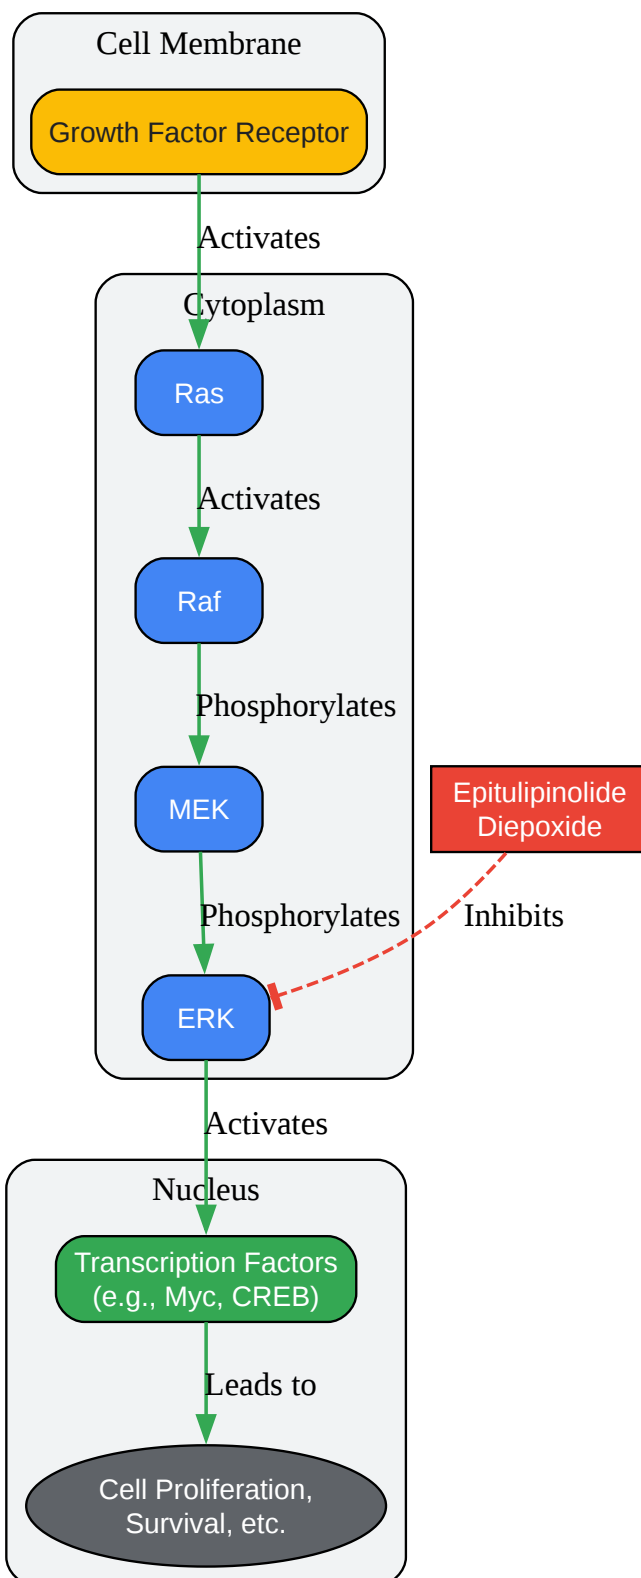 Cell Membrane
Growth Factor Receptor
Activates
Cytoplasm
Ras
Activates
Raf
Phosphorylates
MEK
Epitulipinolide
Diepoxide
Phosphorylates
Inhibits
ERK
Activates
Nucleus
Transcription Factors
(e.g., Myc, CREB)
Leads to
Cell Proliferation,
Survival, etc.